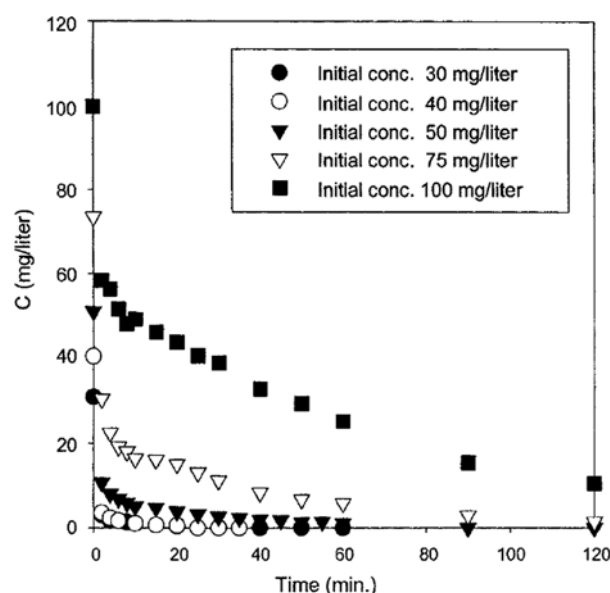 120
100
80
60
40
20
0
C (mg/liter)
Initial conc. 30 mg/liter
Initial conc. 40 mg/liter
Initial conc. 50 mg/liter
Initial conc. 75 mg/liter
Initial conc. 100 mg/liter
0 20 40 60 80 100 120
Time (min.)